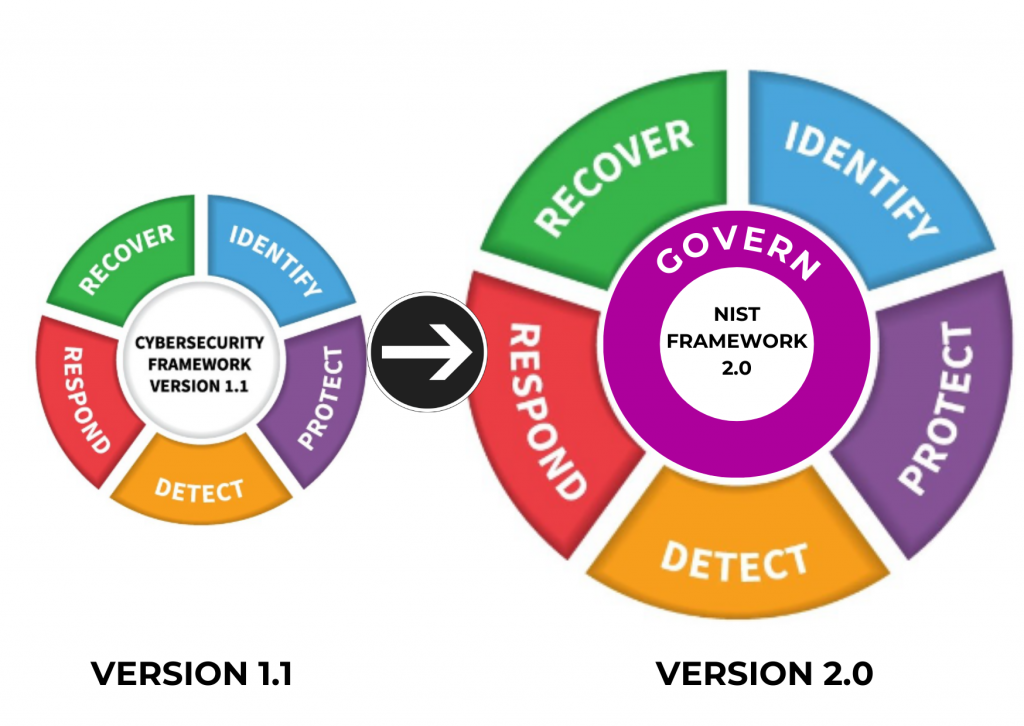 RECOVER
IDENTIFY
PROTECT
DETECT
RESPOND
CYBERSECURITY
FRAMEWORK
VERSION 1.1
RECOVER
IDENTIFY
PROTECT
DETECT
RESPOND
GOVERN
NIST
FRAMEWORK
2.0
VERSION 1.1
VERSION 2.0